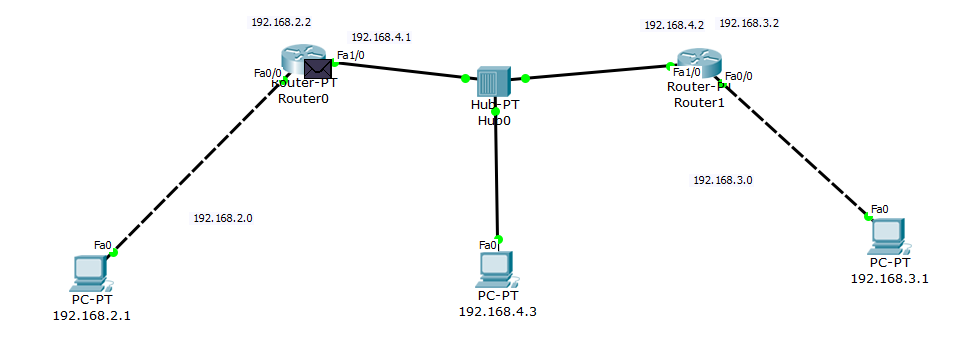 192.168.2.2
192.168.4.1
Fa1/0
Fa0/0
Router-PT
Router0
Hub-PT
Hub0
192.168.4.2
192.168.3.2
Fa1/0
Fa0/0
Router-PT
Router1
192.168.2.0
192.168.3.0
Fa0
PC-PT
192.168.2.1
Fa0
PC-PT
192.168.4.3
Fa0
PC-PT
192.168.3.1